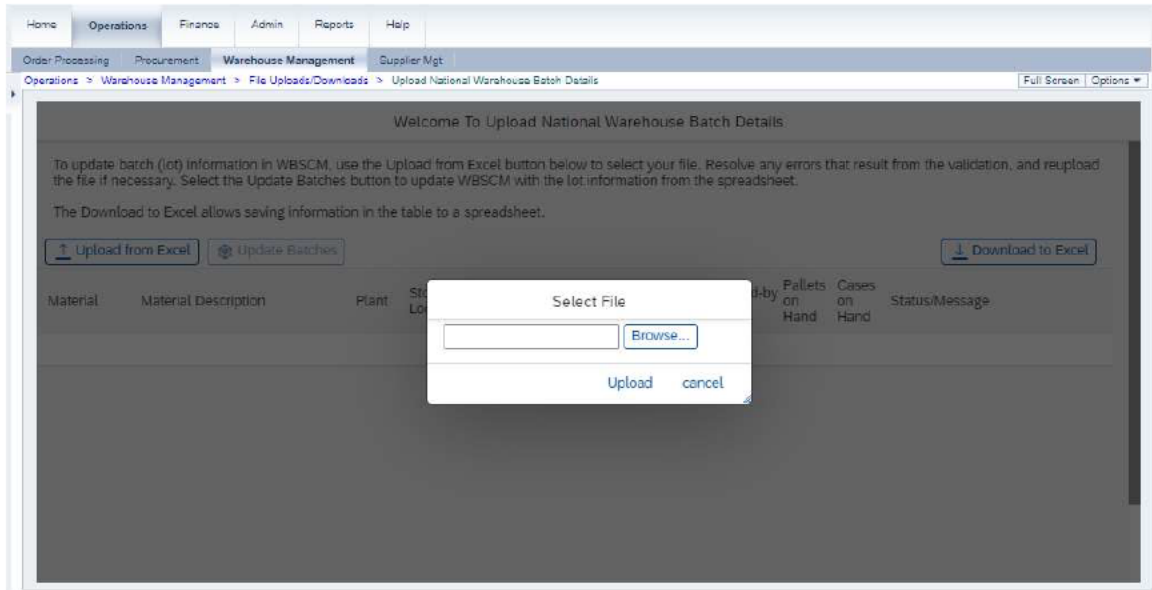 Home Operations Finance Admin Reports Help
Order Processing Procurement Warehouse Management Supplier Mgt
Operations > Warehouse Management > File Uploads/Downloads > Upload National Warehouse Batch Details Full Screen Options
Welcome To Upload National Warehouse Batch Details
To update batch (lot) information in WBSCM, use the Upload from Excel button below to select your file. Resolve any errors that result from the validation, and reupload
the file if necessary. Select the Update Batches button to update WBSCM with the lot information from the spreadsheet.
The Download to Excel allows saving information in the table to a spreadsheet.
Upload from Excel Update Batches Download to Excel
Material Material Description Plant d-by Pallets on Hand Cases on Hand Status/Message
Select File
Browse...
Upload cancel